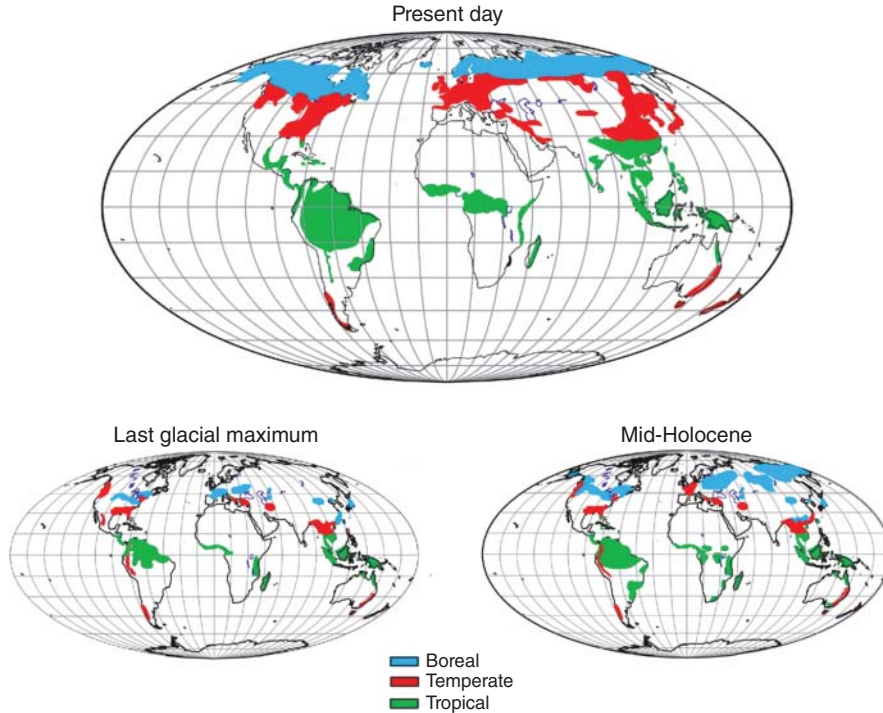 Present day
Last glacial maximum
Mid-Holocene
Boreal
Temperate
Tropical